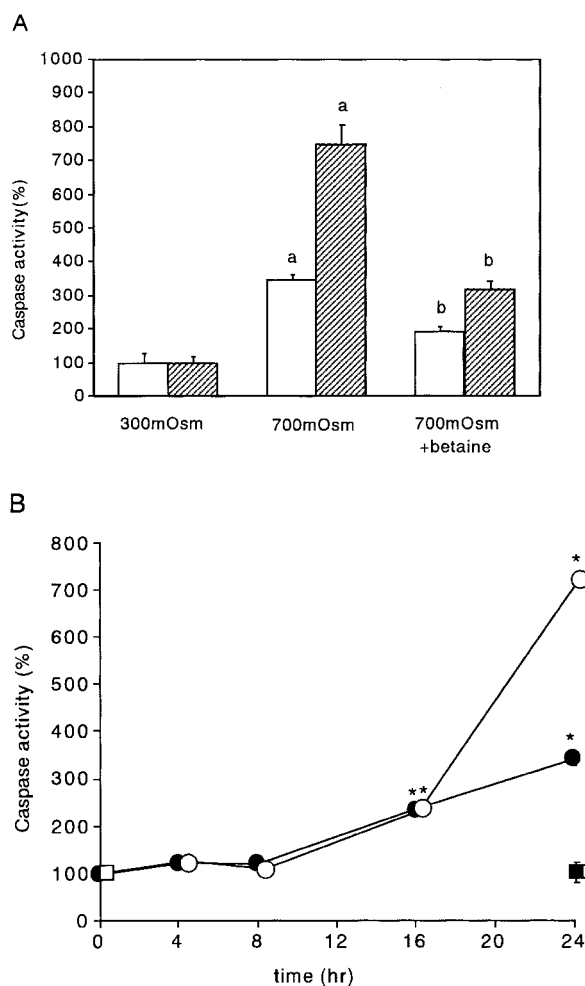 A
1000
900
800
700
600
500
400
300
200
100
0
Caspase activity(%)
a
a
b
b
300mOsm
700mOsm
700mOsm
+betaine
B
800
700
600
500
400
300
200
100
0
Caspase activity (%)
*
*
* *
0
4
8
12
16
20
24
time (hr)